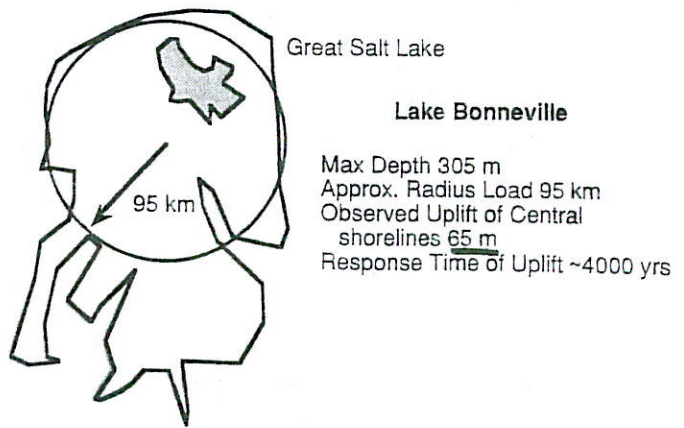 Great Salt Lake
Lake Bonneville
95 km
Max Depth 305 m
Approx. Radius Load 95 km
Observed Uplift of Central
shorelines 65 m
Response Time of Uplift ~4000 yrs